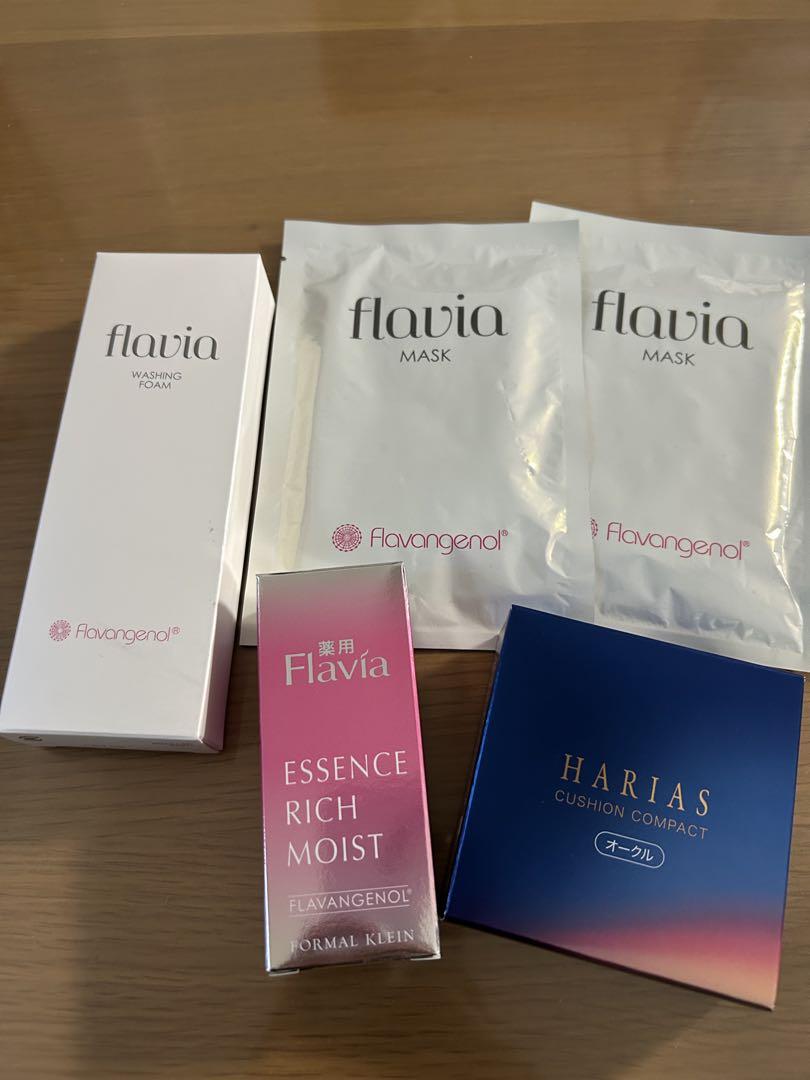 flavia
WASHING
FOAM
Flavangenol®
flavia
MASK
Flavangenol®
flavia
MASK
Flavangenol®
薬用
Flavía
ESSENCE
RICH
MOIST
FLAVANGENOL®
FORMAL KLEIN
HARIAS
CUSHION COMPACT
オークル